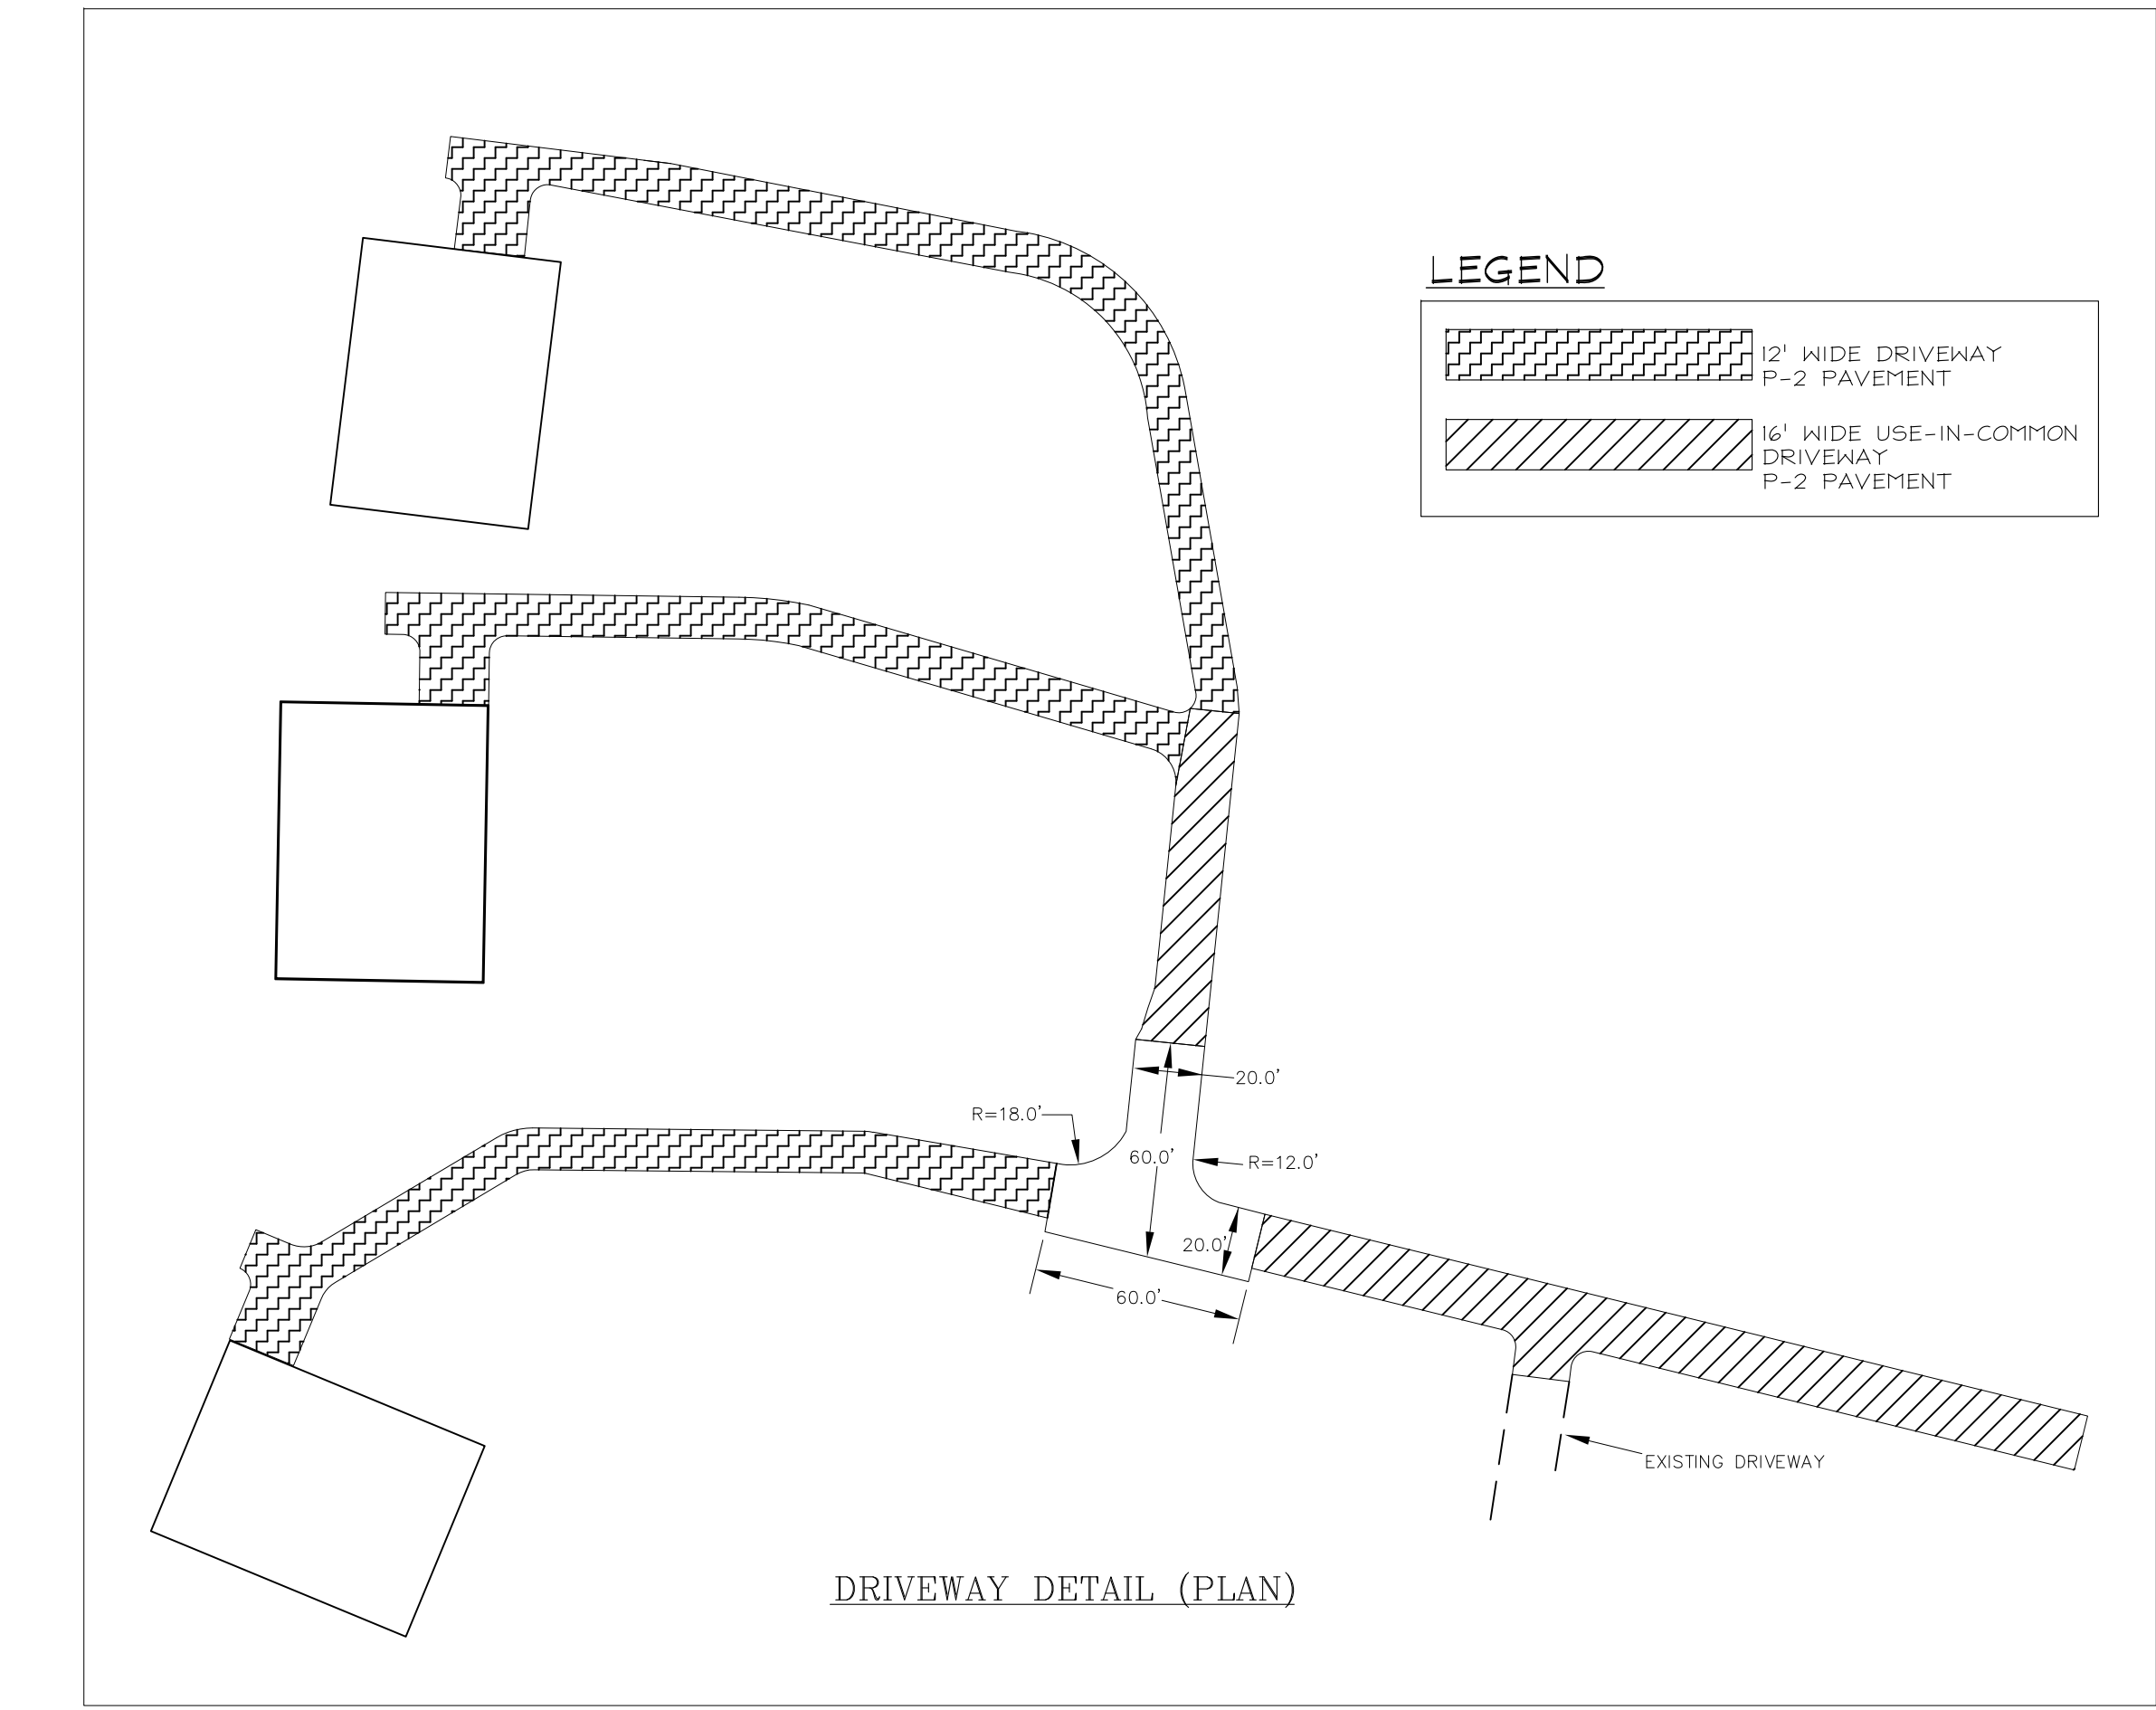 LEGEND
12' WIDE DRIVEWAY
P-2 PAVEMENT
16' WIDE USE-IN-COMMON
DRIVEWAY
P-2 PAVEMENT
20.0'
R=18.0'
60.0'
R=12.0'
20.0'
60.0'
EXISTING DRIVEWAY
DRIVEWAY DETAIL (PLAN)